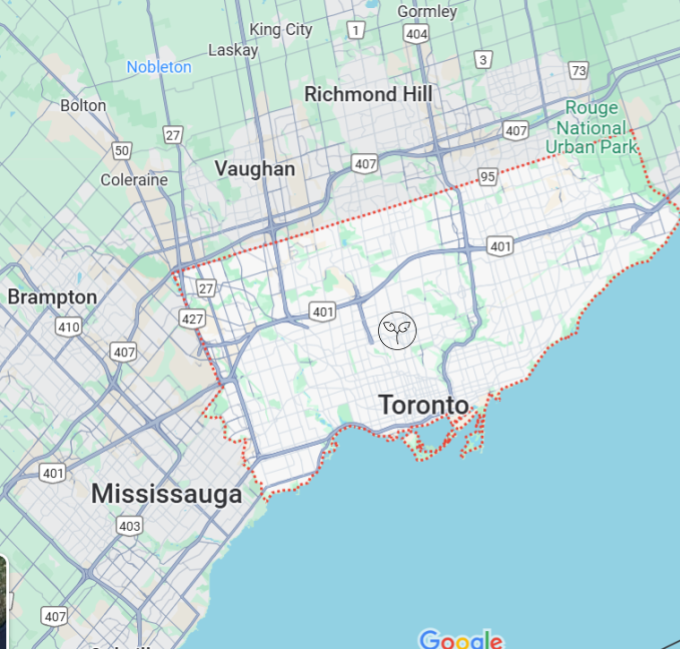 Gormley
King City
1
404
Laskay
3
Nobleton
73
Richmond Hill
Bolton
Rouge
National
Urban Park
27
407
50
407
Vaughan
95
Coleraine
401
27
Brampton
401
427
410
407
Toronto
401
Mississauga
403
407
Google